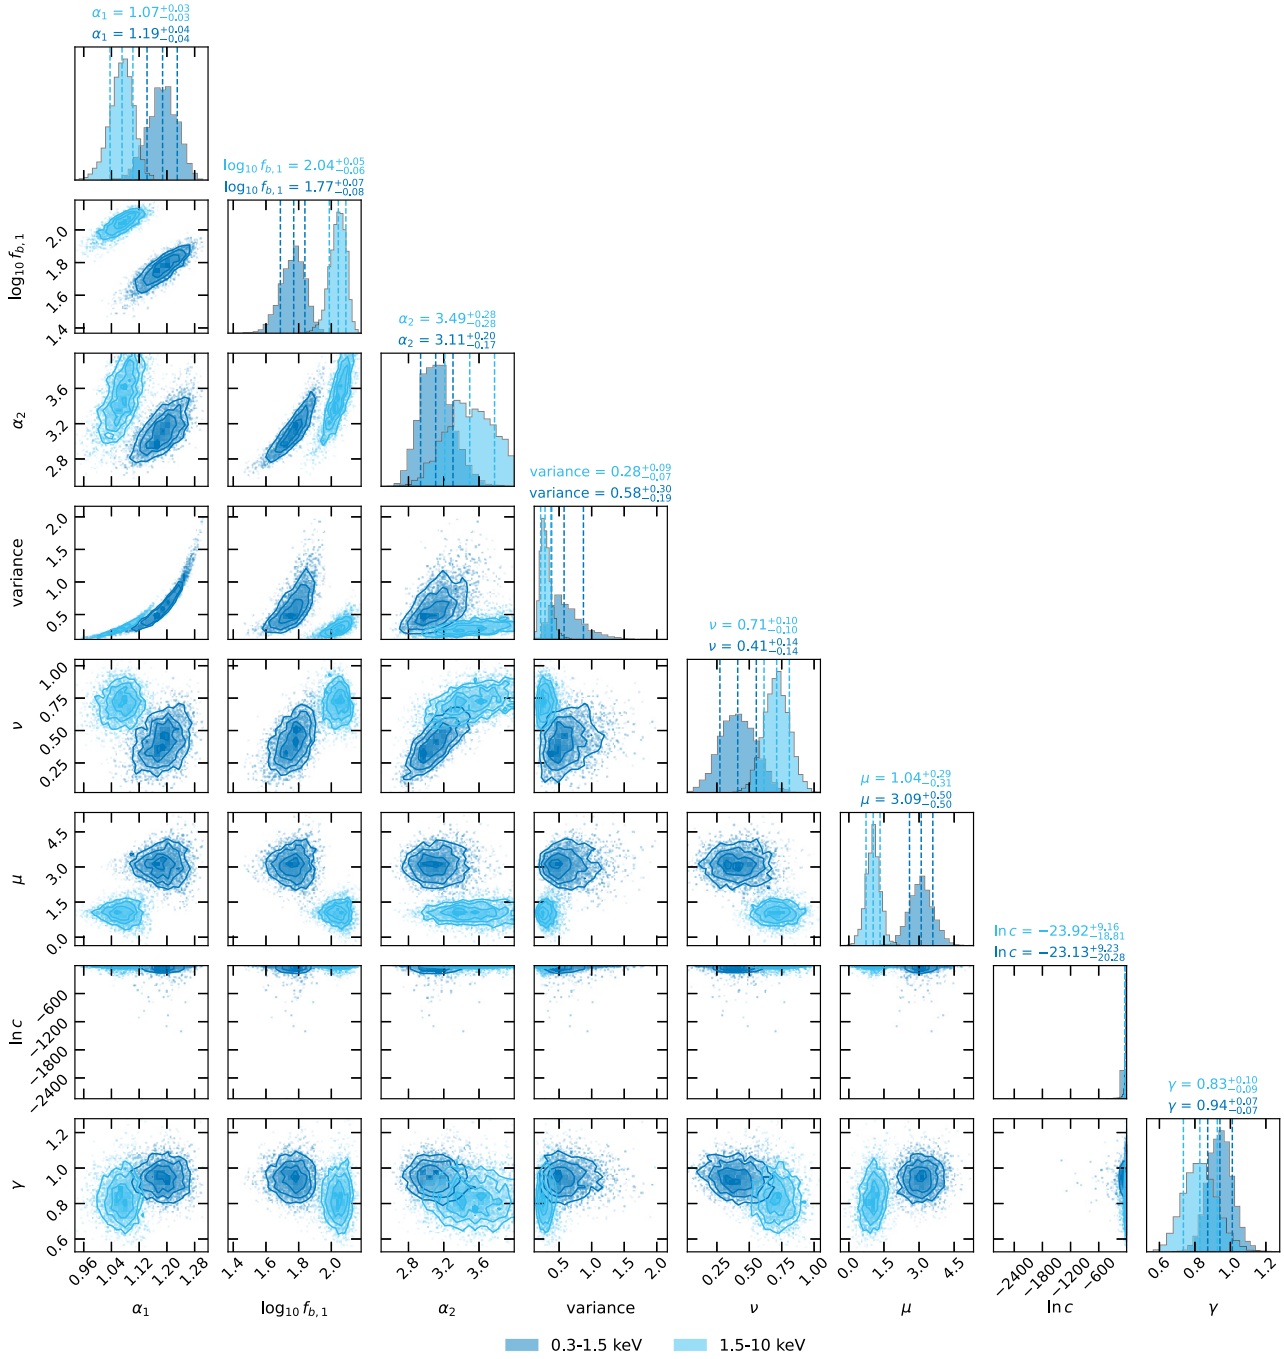 α₁ = 1.07⁺⁰·⁰³₋₀.₀₃
α₁ = 1.19⁺⁰·⁰⁴₋₀.₀₄
log₁₀ f_{b,1} = 2.04⁺⁰·⁰⁵₋₀.₀₆
log₁₀ f_{b,1} = 1.77⁺⁰·⁰⁷₋₀.₀₈
log₁₀ f_{b,1}
2.0
1.8
1.6
1.4
α₂ = 3.49⁺⁰·²⁸₋₀.₂₈
α₂ = 3.11⁺⁰·²⁰₋₀.₁₇
α₂
3.6
3.2
2.8
variance = 0.28⁺⁰·⁰⁹₋₀.₀₇
variance = 0.58⁺⁰·³⁰₋₀.₁₉
variance
2.0
1.5
1.0
0.5
ν = 0.71⁺⁰·¹⁰₋₀.₁₀
ν = 0.41⁺⁰·¹⁴₋₀.₁₄
ν
1.00
0.75
0.50
0.25
μ = 1.04⁺⁰·²⁹₋₀.₃₁
μ = 3.09⁺⁰·⁵⁰₋₀.₅₀
μ
4.5
3.0
1.5
0.0
ln c = −23.92⁺⁹·¹⁶₋₁₈.₈₁
ln c = −23.13⁺⁹·²³₋₂₀.₂₈
ln c
−600
−1200
−1800
−2400
γ = 0.83⁺⁰·¹⁰₋₀.₀₉
γ = 0.94⁺⁰·⁰⁷₋₀.₀₇
γ
1.2
1.0
0.8
0.6
0.96 1.04 1.12 1.20 1.28 1.4 1.6 1.8 2.0 2.8 3.2 3.6 0.5 1.0 1.5 2.0 0.25 0.50 0.75 1.00 0.0 1.5 3.0 4.5 −2400 −1800 −1200 −600 0.6 0.8 1.0 1.2
α₁ log₁₀ f_{b,1} α₂ variance ν μ ln c γ
0.3-1.5 keV 1.5-10 keV